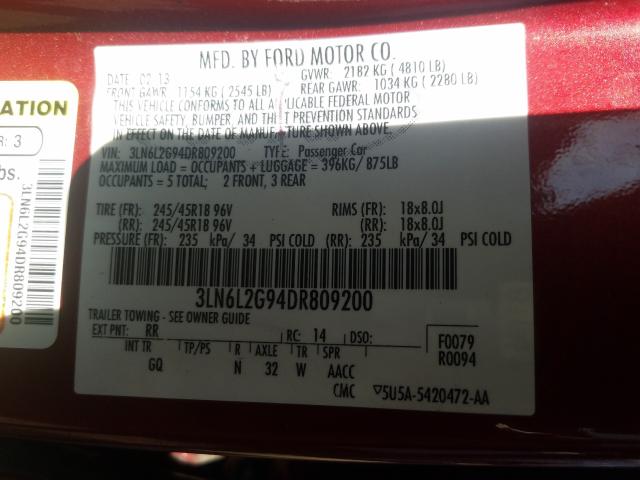 MFD. BY FORD MOTOR CO.
DATE: 02/13 GVWR: 2182 KG ( 4810 LB)
FRONT GAWR: 1154 KG ( 2545 LB) REAR GAWR: 1034 KG ( 2280 LB)
THIS VEHICLE CONFORMS TO ALL APPLICABLE FEDERAL MOTOR
VEHICLE SAFETY, BUMPER, AND THEFT PREVENTION STANDARDS
IN EFFECT ON THE DATE OF MANUFACTURE SHOWN ABOVE.
VIN: 3LN6L2G94DR809200 TYPE: Passenger Car
MAXIMUM LOAD = OCCUPANTS + LUGGAGE = 396KG/ 875LB
OCCUPANTS = 5 TOTAL; 2 FRONT, 3 REAR
TIRE (FR): 245/45R18 96V RIMS (FR): 18x8.0J
(RR): 245/45R18 96V (RR): 18x8.0J
PRESSURE (FR): 235 kPa/ 34 PSI COLD (RR): 235 kPa/ 34 PSI COLD
3LN6L2G94DR809200
TRAILER TOWING - SEE OWNER GUIDE
EXT PNT: RR RC: 14 DSO: F0079
INT TR TP/PS R AXLE TR SPR R0094
GQ N 32 W AACC
CMC ▽5U5A-5420472-AA
ATION
R: 3
bs.
3LN6L2G94DR809200